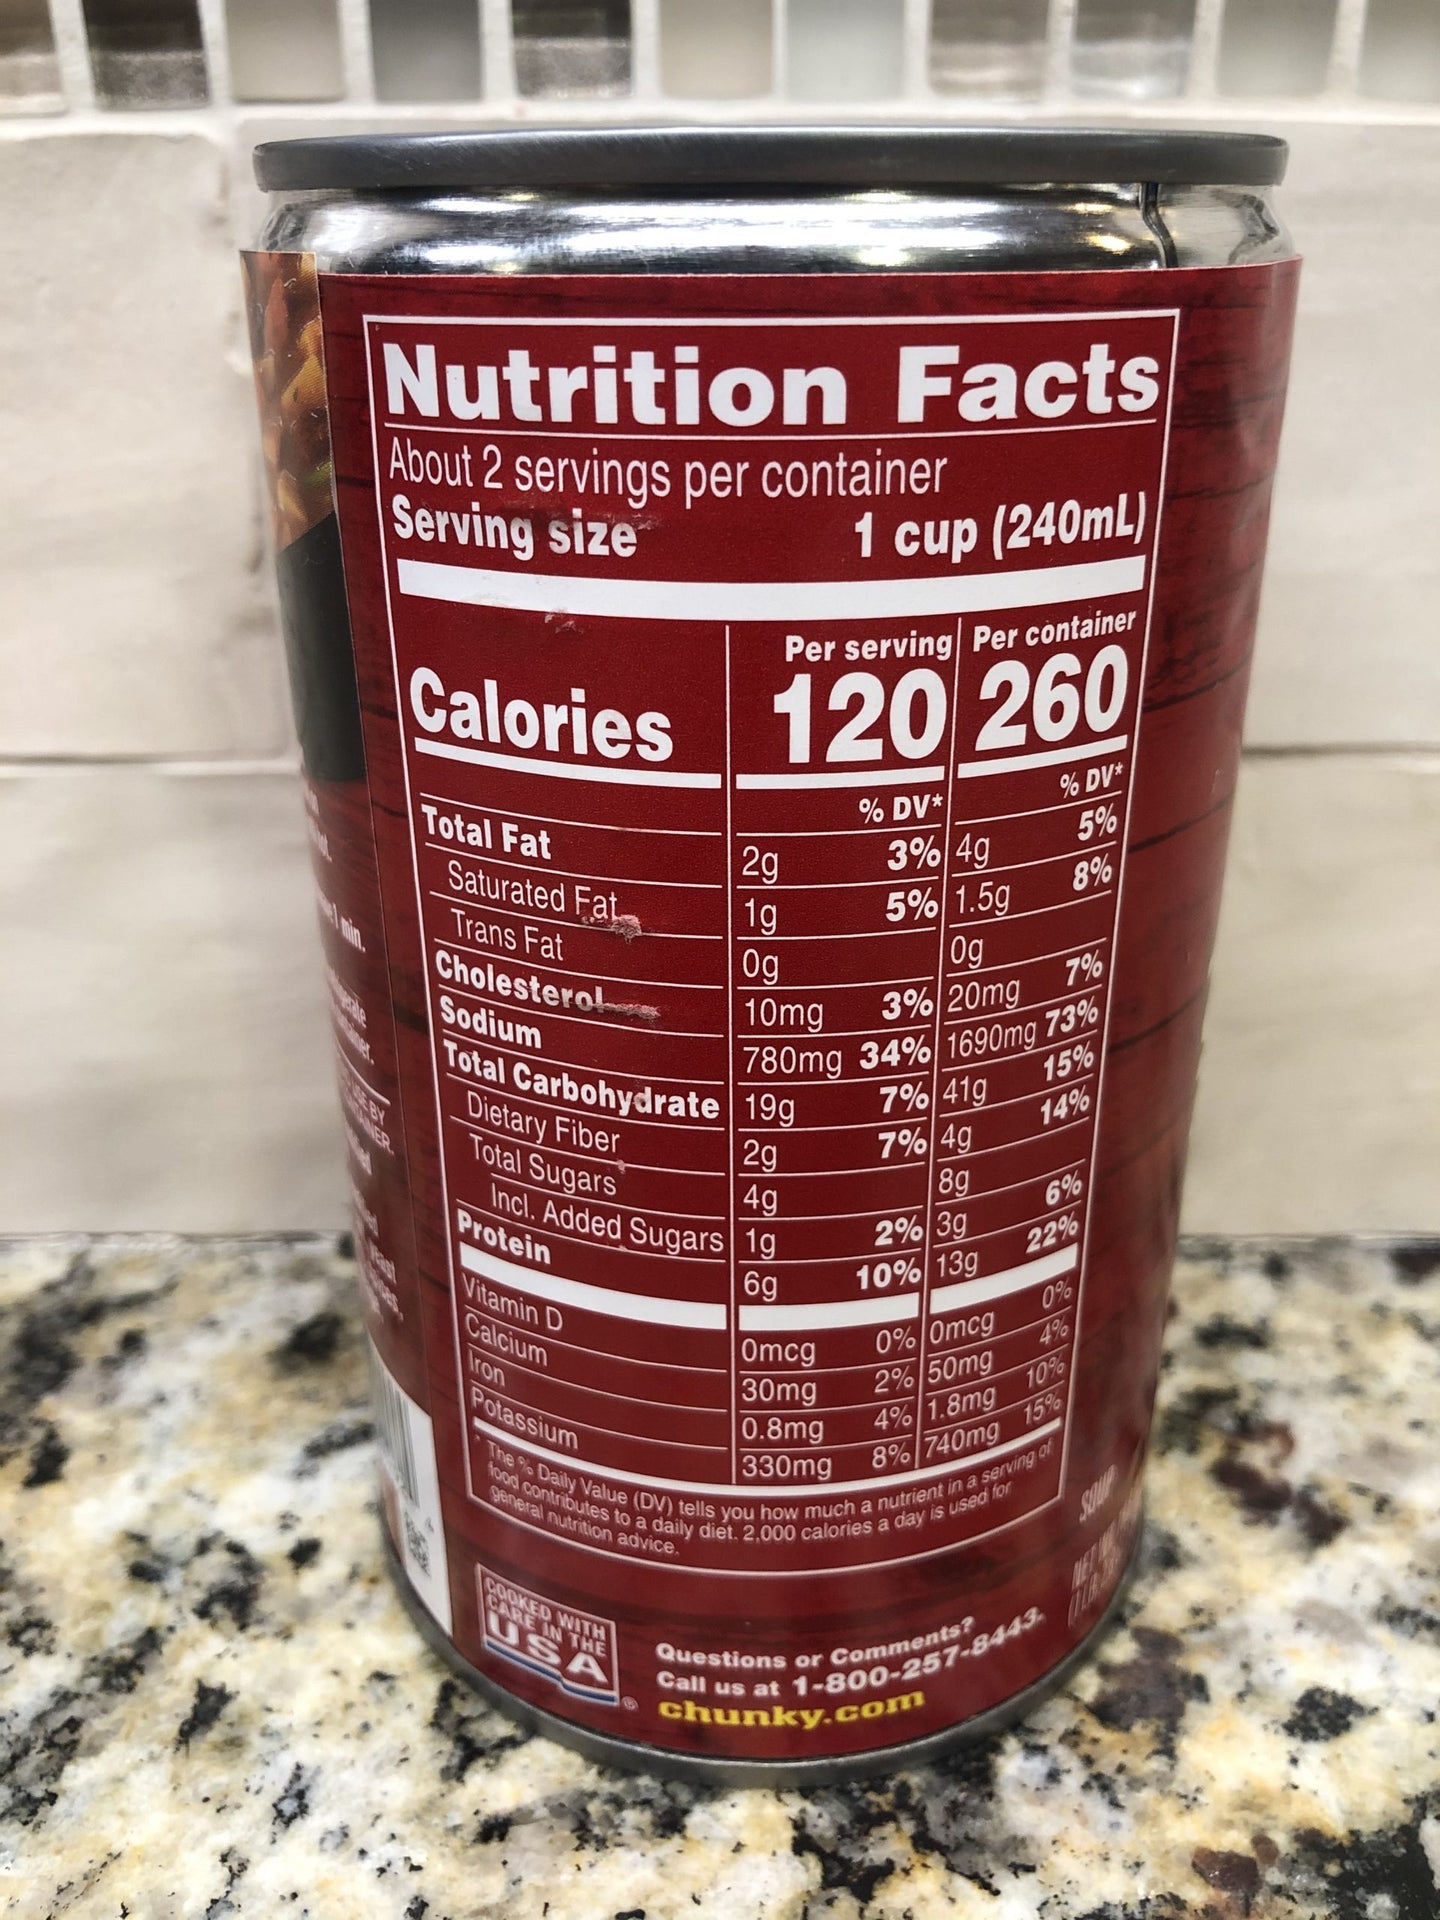 Nutrition Facts
About 2 servings per container
Serving size 1 cup (240mL)
Per serving Per container
Calories 120 260
% DV* % DV*
Total Fat 2g 3% 4g 5%
Saturated Fat 1g 5% 1.5g 8%
Trans Fat 0g 0g
Cholesterol 10mg 3% 20mg 7%
Sodium 780mg 34% 1690mg 73%
Total Carbohydrate 19g 7% 41g 15%
Dietary Fiber 2g 7% 4g 14%
Total Sugars 4g 8g
Incl. Added Sugars 1g 2% 3g 6%
Protein 6g 10% 13g 22%
Vitamin D 0mcg 0% 0mcg 0%
Calcium 30mg 2% 50mg 4%
Iron 0.8mg 4% 1.8mg 10%
Potassium 330mg 8% 740mg 15%
* The % Daily Value (DV) tells you how much a nutrient in a serving of
food contributes to a daily diet. 2,000 calories a day is used for
general nutrition advice.
COOKED WITH
CARE IN THE
USA
®
Questions or Comments?
Call us at 1-800-257-8443.
chunky.com
min.
BY
SOUP
NET